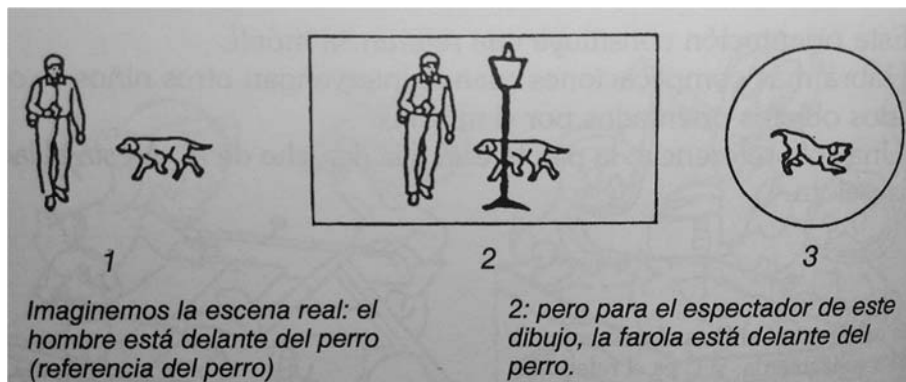 1
2
3
Imaginemos la escena real: el
hombre está delante del perro
(referencia del perro)
2: pero para el espectador de este
dibujo, la farola está delante del
perro.